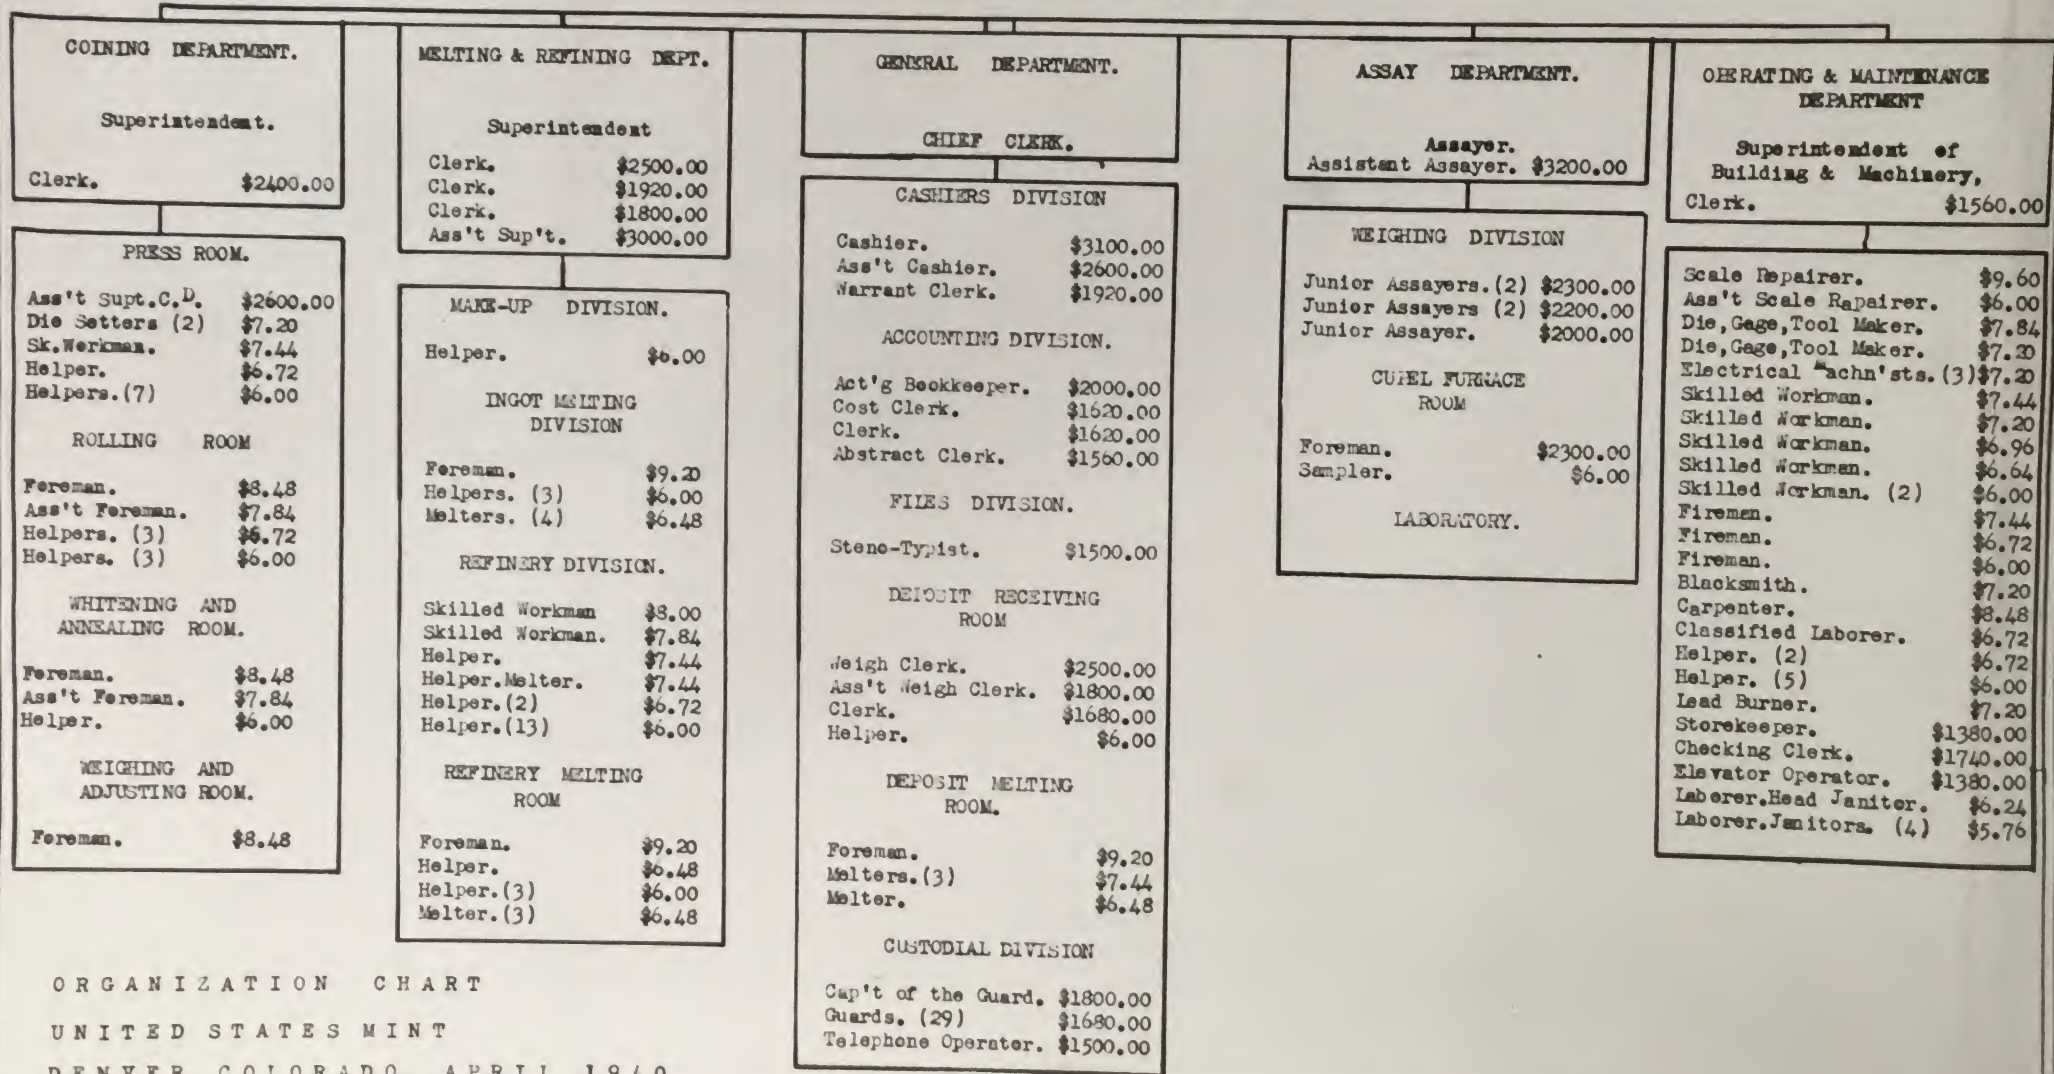 COINING DEPARTMENT.
Superintendent.
Clerk. $2400.00
PRESS ROOM.
Ass't Supt.C.D. $2600.00
Die Setters (2) $7.20
Sk.Workman. $7.44
Helper. $6.72
Helpers.(7) $6.00
ROLLING ROOM
Foreman. $8.48
Ass't Foreman. $7.84
Helpers. (3) $6.72
Helpers. (3) $6.00
WHITENING AND
ANNEALING ROOM.
Foreman. $8.48
Ass't Foreman. $7.84
Helper. $6.00
WEIGHING AND
ADJUSTING ROOM.
Foreman. $8.48
MELTING & REFINING DEPT.
Superintendent
Clerk. $2500.00
Clerk. $1920.00
Clerk. $1800.00
Ass't Sup't. $3000.00
MAKE-UP DIVISION.
Helper. $6.00
INGOT MELTING
DIVISION
Foreman. $9.20
Helpers. (3) $6.00
Melters. (4) $6.48
REFINERY DIVISION.
Skilled Workman $8.00
Skilled Workman. $7.84
Helper. $7.44
Helper.Melter. $7.44
Helper.(2) $6.72
Helper.(13) $6.00
REFINERY MELTING
ROOM
Foreman. $9.20
Helper. $6.48
Helper.(3) $6.00
Melter.(3) $6.48
GENERAL DEPARTMENT.
CHIEF CLERK.
CASHIERS DIVISION
Cashier. $3100.00
Ass't Cashier. $2600.00
Warrant Clerk. $1920.00
ACCOUNTING DIVISION.
Act'g Bookkeeper. $2000.00
Cost Clerk. $1620.00
Clerk. $1620.00
Abstract Clerk. $1560.00
FILES DIVISION.
Steno-Typist. $1500.00
DEPOSIT RECEIVING
ROOM
Weigh Clerk. $2500.00
Ass't Weigh Clerk. $1800.00
Clerk. $1680.00
Helper. $6.00
DEPOSIT MELTING
ROOM.
Foreman. $9.20
Melters.(3) $7.44
Melter. $6.48
CUSTODIAL DIVISION
Cap't of the Guard. $1800.00
Guards. (29) $1680.00
Telephone Operator. $1500.00
ASSAY DEPARTMENT.
Assayer.
Assistant Assayer. $3200.00
WEIGHING DIVISION
Junior Assayers.(2) $2300.00
Junior Assayers (2) $2200.00
Junior Assayer. $2000.00
CUPEL FURNACE
ROOM
Foreman. $2300.00
Sampler. $6.00
LABORATORY.
OPERATING & MAINTENANCE
DEPARTMENT
Superintendent of
Building & Machinery,
Clerk. $1560.00
Scale Repairer. $9.60
Ass't Scale Rapairer. $6.00
Die,Gage,Tool Maker. $7.84
Die,Gage,Tool Maker. $7.20
Electrical Machn'sts.(3)$7.20
Skilled Workman. $7.44
Skilled Workman. $7.20
Skilled Workman. $6.96
Skilled Workman. $6.64
Skilled Workman. (2) $6.00
Firemen. $7.44
Fireman. $6.72
Fireman. $6.00
Blacksmith. $7.20
Carpenter. $8.48
Classified Laborer. $6.72
Helper. (2) $6.72
Helper. (5) $6.00
Lead Burner. $7.20
Storekeeper. $1380.00
Checking Clerk. $1740.00
Elevator Operator. $1380.00
Laborer.Head Janitor. $6.24
Laborer.Janitors. (4) $5.76
ORGANIZATION CHART
UNITED STATES MINT
DENVER COLORADO APRIL 1940